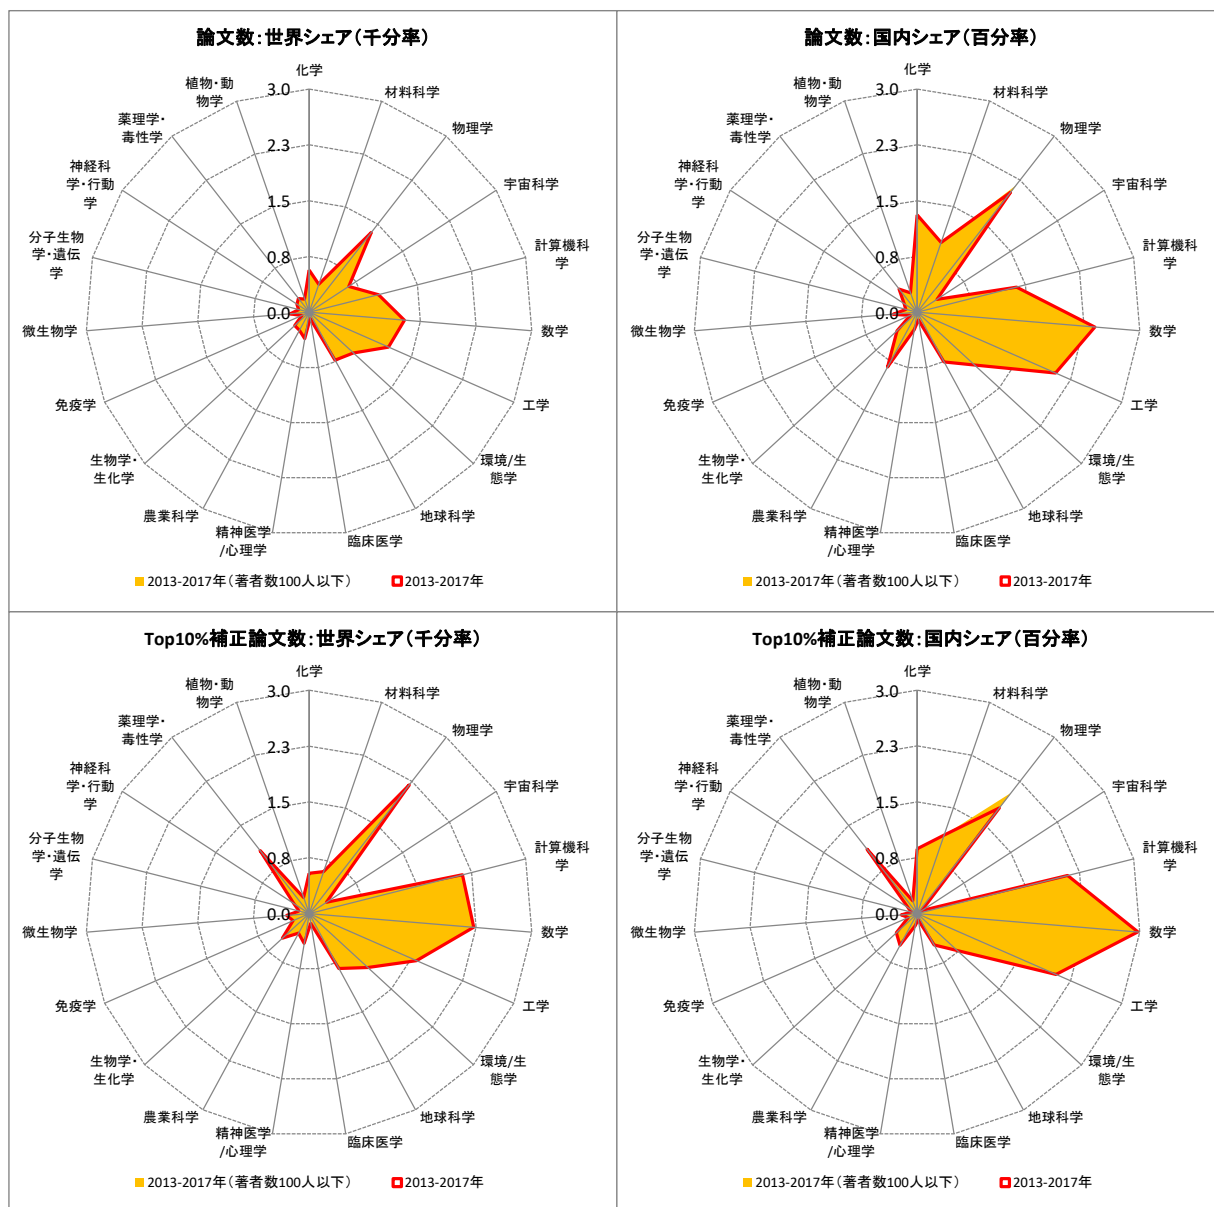 論文数：世界シェア（千分率）
化学
材料科学
物理学
宇宙科学
計算機科
学
数学
工学
環境/生
態学
地球科学
臨床医学
精神医学
/心理学
農業科学
生物学・
生化学
免疫学
微生物学
分子生物
学・遺伝
学
神経科
学・行動
学
薬理学・
毒性学
植物・動
物学
3.0
2.3
1.5
0.8
0.0
2013-2017年（著者数100人以下）
2013-2017年
論文数：国内シェア（百分率）
化学
材料科学
物理学
宇宙科学
計算機科
学
数学
工学
環境/生
態学
地球科学
臨床医学
精神医学
/心理学
農業科学
生物学・
生化学
免疫学
微生物学
分子生物
学・遺伝
学
神経科
学・行動
学
薬理学・
毒性学
植物・動
物学
3.0
2.3
1.5
0.8
0.0
2013-2017年（著者数100人以下）
2013-2017年
Top10%補正論文数：世界シェア（千分率）
化学
材料科学
物理学
宇宙科学
計算機科
学
数学
工学
環境/生
態学
地球科学
臨床医学
精神医学
/心理学
農業科学
生物学・
生化学
免疫学
微生物学
分子生物
学・遺伝
学
神経科
学・行動
学
薬理学・
毒性学
植物・動
物学
3.0
2.3
1.5
0.8
0.0
2013-2017年（著者数100人以下）
2013-2017年
Top10%補正論文数：国内シェア（百分率）
化学
材料科学
物理学
宇宙科学
計算機科
学
数学
工学
環境/生
態学
地球科学
臨床医学
精神医学
/心理学
農業科学
生物学・
生化学
免疫学
微生物学
分子生物
学・遺伝
学
神経科
学・行動
学
薬理学・
毒性学
植物・動
物学
3.0
2.3
1.5
0.8
0.0
2013-2017年（著者数100人以下）
2013-2017年